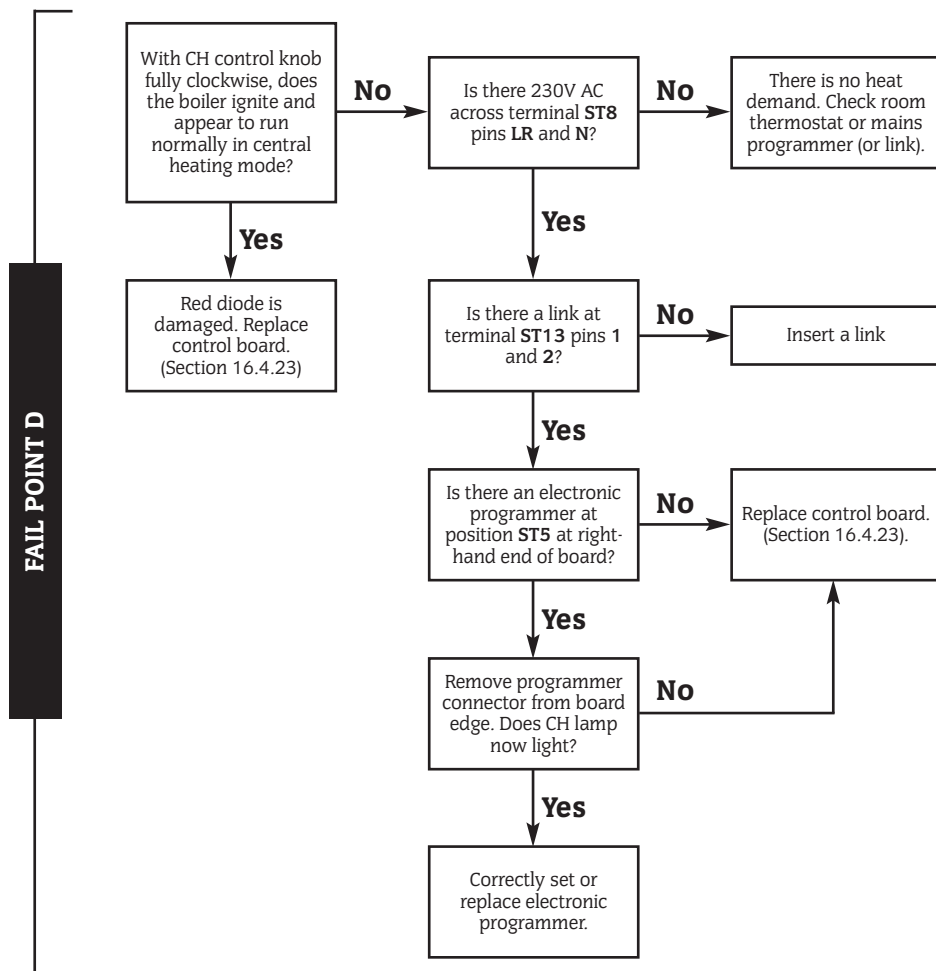 With CH control knob
fully clockwise, does
the boiler ignite and
appear to run
normally in central
heating mode?
No
Is there 230V AC
across terminal ST8
pins LR and N?
No
There is no heat
demand. Check room
thermostat or mains
programmer (or link).
Yes
Yes
Red diode is
damaged. Replace
control board.
(Section 16.4.23)
Is there a link at
terminal ST13 pins 1
and 2?
No
Insert a link
Yes
FAIL POINT D
Is there an electronic
programmer at
position ST5 at right-
hand end of board?
No
Replace control board.
(Section 16.4.23).
Yes
Remove programmer
connector from board
edge. Does CH lamp
now light?
No
Yes
Correctly set or
replace electronic
programmer.